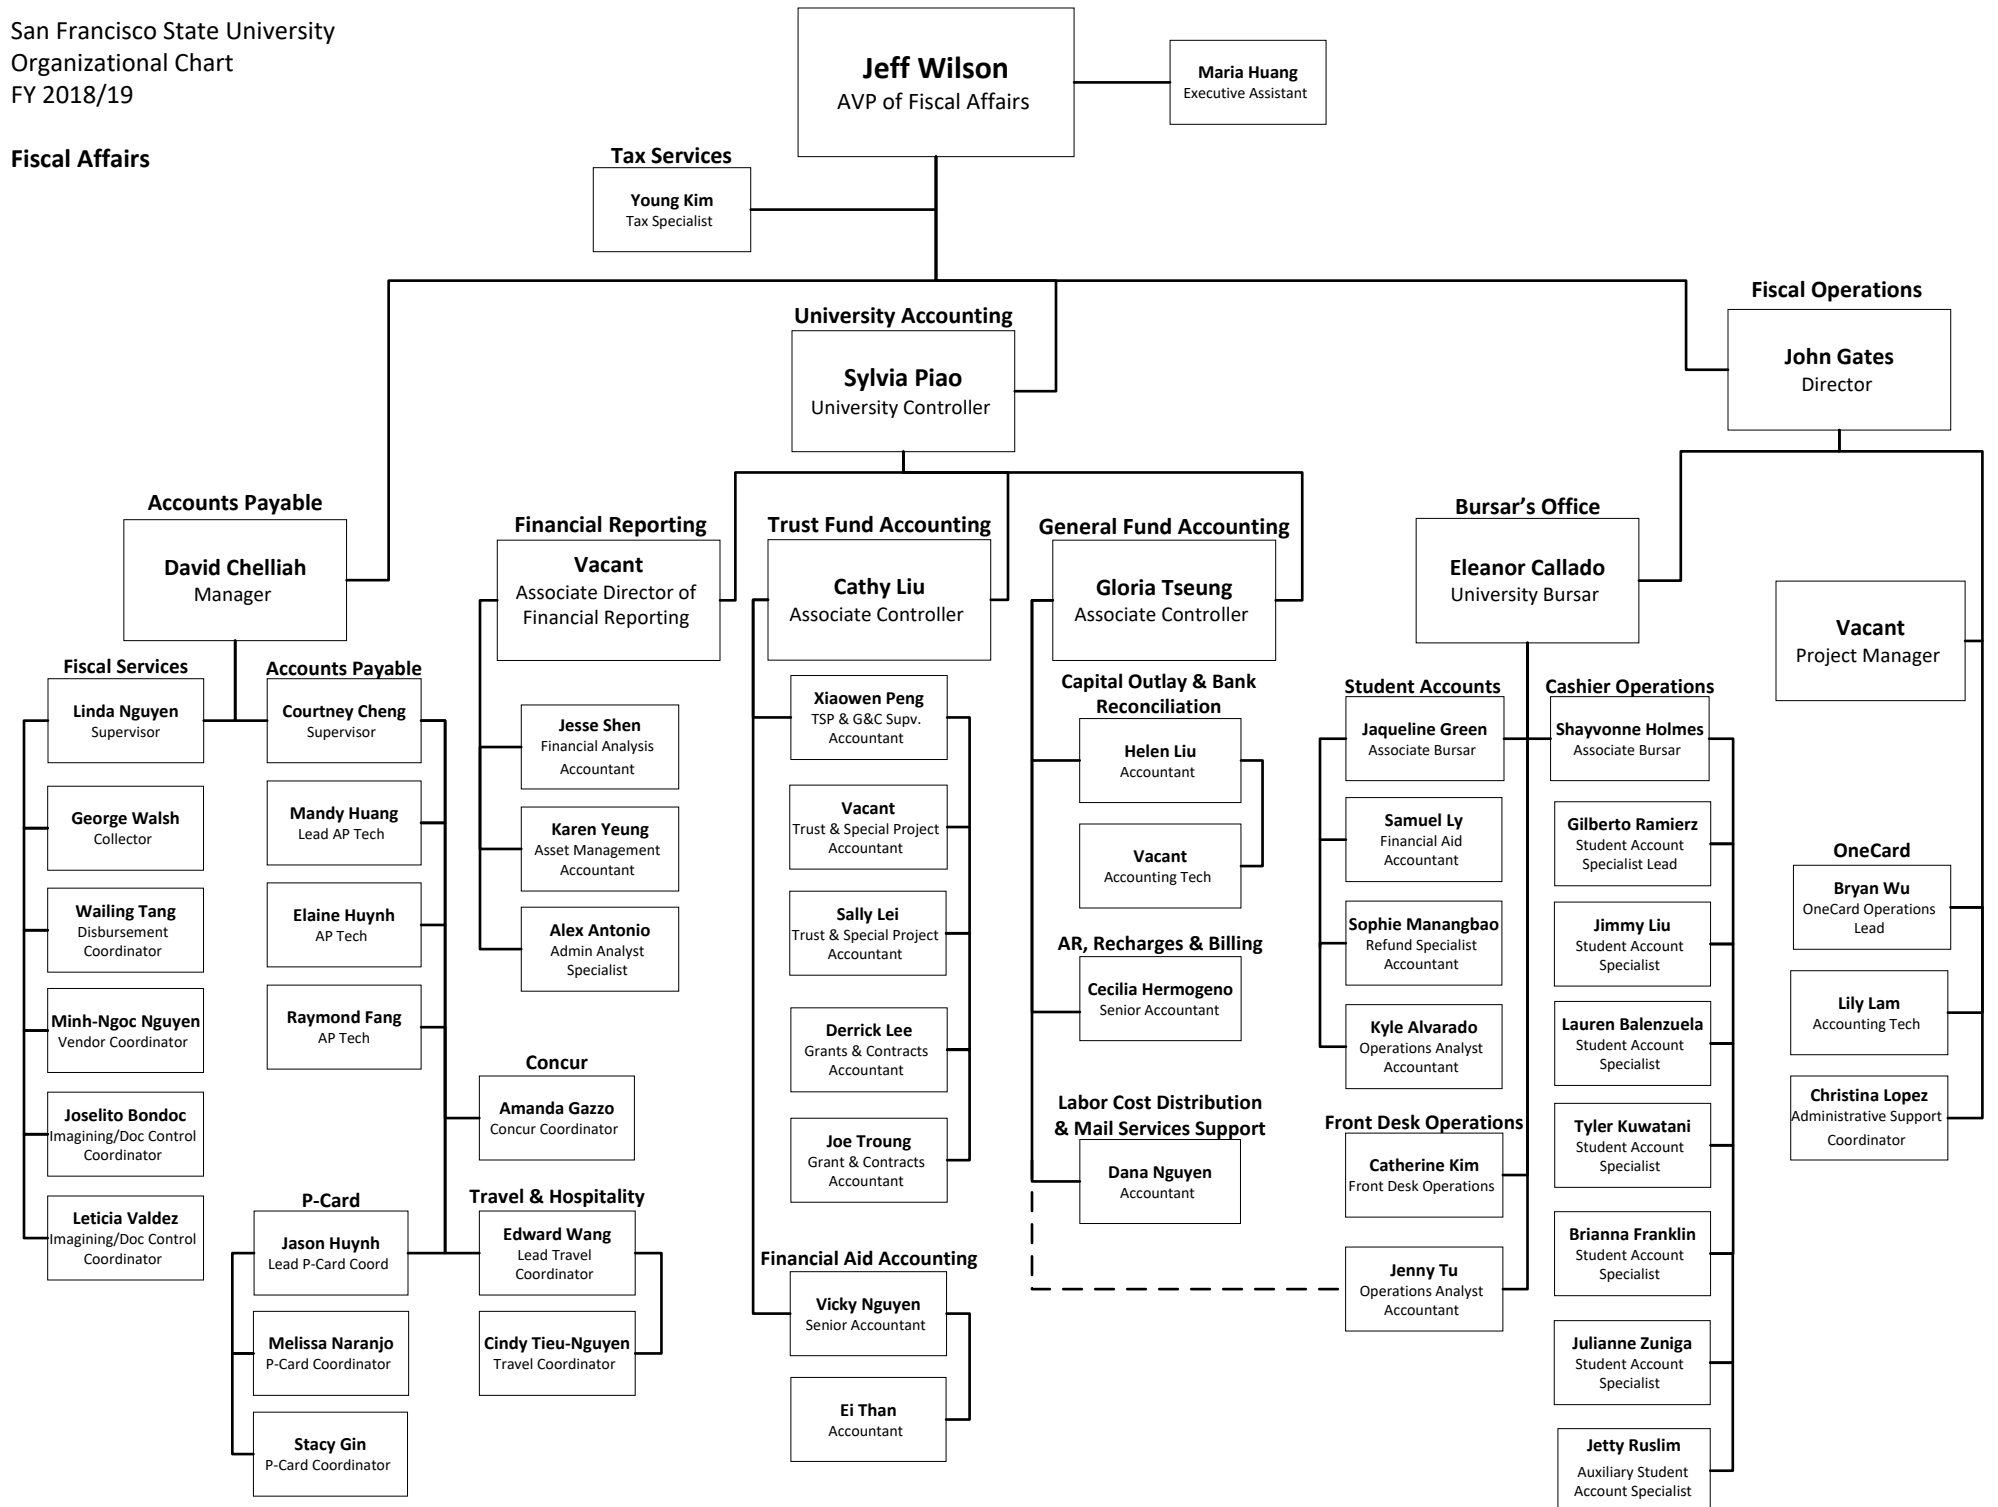 San Francisco State University
Organizational Chart
FY 2018/19
Fiscal Affairs
Jeff Wilson
AVP of Fiscal Affairs
Maria Huang
Executive Assistant
Tax Services
Young Kim
Tax Specialist
University Accounting
Sylvia Piao
University Controller
Fiscal Operations
John Gates
Director
Accounts Payable
David Chelliah
Manager
Fiscal Services
Linda Nguyen
Supervisor
George Walsh
Collector
Wailing Tang
Disbursement
Coordinator
Minh-Ngoc Nguyen
Vendor Coordinator
Joselito Bondoc
Imagining/Doc Control
Coordinator
Leticia Valdez
Imagining/Doc Control
Coordinator
Accounts Payable
Courtney Cheng
Supervisor
Mandy Huang
Lead AP Tech
Elaine Huynh
AP Tech
Raymond Fang
AP Tech
Concur
Amanda Gazzo
Concur Coordinator
P-Card
Jason Huynh
Lead P-Card Coord
Melissa Naranjo
P-Card Coordinator
Stacy Gin
P-Card Coordinator
Travel & Hospitality
Edward Wang
Lead Travel
Coordinator
Cindy Tieu-Nguyen
Travel Coordinator
Financial Reporting
Vacant
Associate Director of
Financial Reporting
Jesse Shen
Financial Analysis
Accountant
Karen Yeung
Asset Management
Accountant
Alex Antonio
Admin Analyst
Specialist
Trust Fund Accounting
Cathy Liu
Associate Controller
Xiaowen Peng
TSP & G&C Supv.
Accountant
Vacant
Trust & Special Project
Accountant
Sally Lei
Trust & Special Project
Accountant
Derrick Lee
Grants & Contracts
Accountant
Joe Troung
Grant & Contracts
Accountant
Financial Aid Accounting
Vicky Nguyen
Senior Accountant
Ei Than
Accountant
General Fund Accounting
Gloria Tseung
Associate Controller
Capital Outlay & Bank
Reconciliation
Helen Liu
Accountant
Vacant
Accounting Tech
AR, Recharges & Billing
Cecilia Hermogeno
Senior Accountant
Labor Cost Distribution
& Mail Services Support
Dana Nguyen
Accountant
Bursar's Office
Eleanor Callado
University Bursar
Student Accounts
Jaqueline Green
Associate Bursar
Samuel Ly
Financial Aid
Accountant
Sophie Manangbao
Refund Specialist
Accountant
Kyle Alvarado
Operations Analyst
Accountant
Front Desk Operations
Catherine Kim
Front Desk Operations
Jenny Tu
Operations Analyst
Accountant
Cashier Operations
Shayvonne Holmes
Associate Bursar
Gilberto Ramierz
Student Account
Specialist Lead
Jimmy Liu
Student Account
Specialist
Lauren Balenzuela
Student Account
Specialist
Tyler Kuwatani
Student Account
Specialist
Brianna Franklin
Student Account
Specialist
Julianne Zuniga
Student Account
Specialist
Jetty Ruslim
Auxiliary Student
Account Specialist
Vacant
Project Manager
OneCard
Bryan Wu
OneCard Operations
Lead
Lily Lam
Accounting Tech
Christina Lopez
Administrative Support
Coordinator